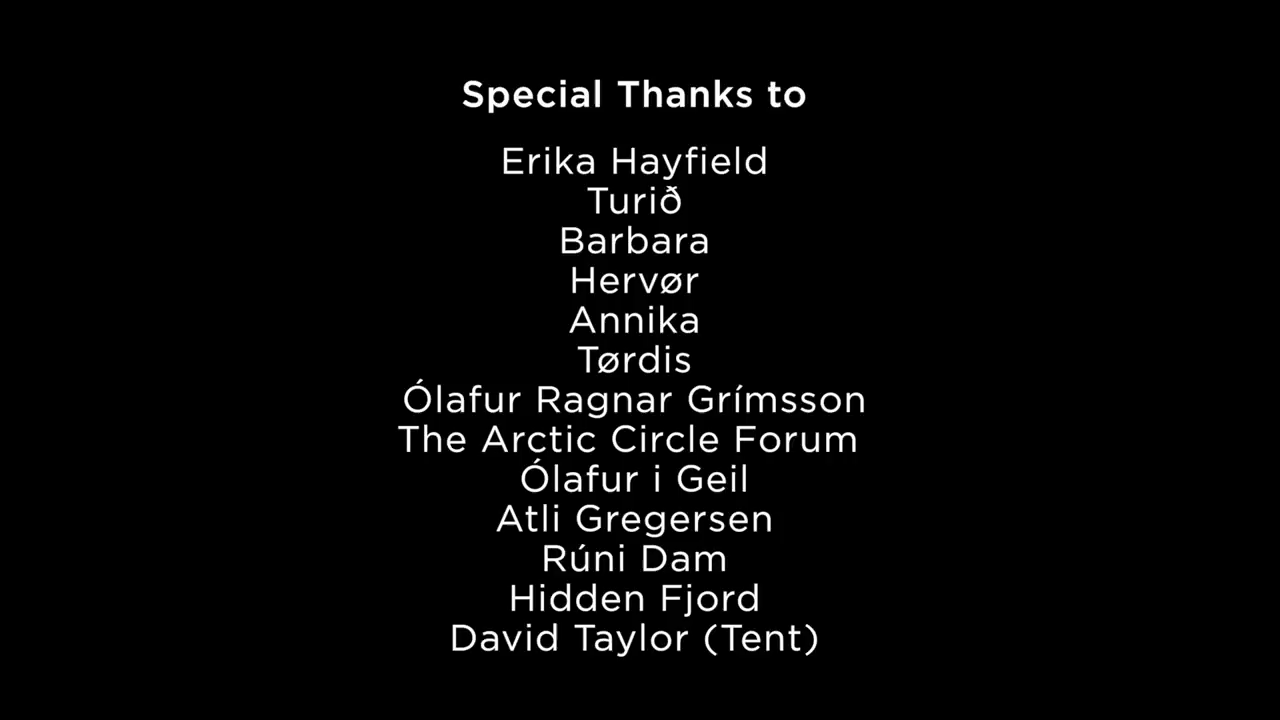 Special Thanks to
Erika Hayfield
Turið
Barbara
Hervør
Annika
Tørdis
Ólafur Ragnar Grímsson
The Arctic Circle Forum
Ólafur i Geil
Atli Gregersen
Rúni Dam
Hidden Fjord
David Taylor (Tent)